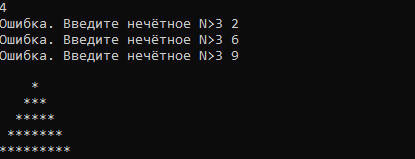 4
Ошибка. Введите нечётное N>3 2
Ошибка. Введите нечётное N>3 6
Ошибка. Введите нечётное N>3 9

    *
   ***
  *****
 *******
*********